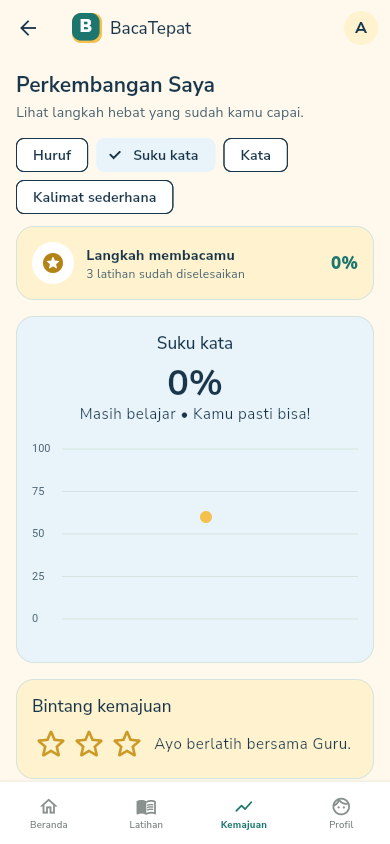 B BacaTepat A
Perkembangan Saya
Lihat langkah hebat yang sudah kamu capai.
Huruf Suku kata Kata
Kalimat sederhana
Langkah membacamu
3 latihan sudah diselesaikan
0%
Suku kata
0%
Masih belajar • Kamu pasti bisa!
100
75
50
25
0
Bintang kemajuan
Ayo berlatih bersama Guru.
Beranda Latihan Kemajuan Profil